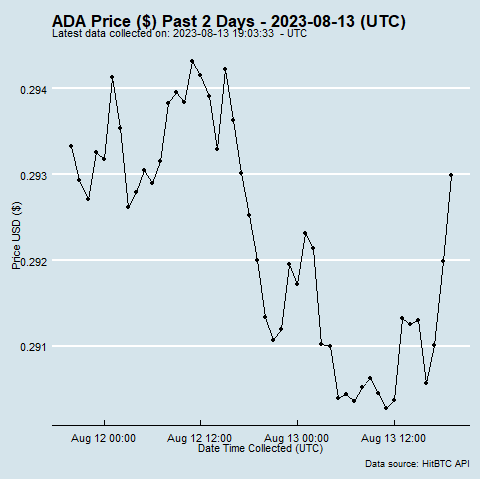 ADA Price ($) Past 2 Days - 2023-08-13 (UTC)
Latest data collected on: 2023-08-13 19:03:33 - UTC
0.294
0.293
0.292
0.291
Price USD ($)
Aug 12 00:00
Aug 12 12:00
Aug 13 00:00
Aug 13 12:00
Date Time Collected (UTC)
Data source: HitBTC API